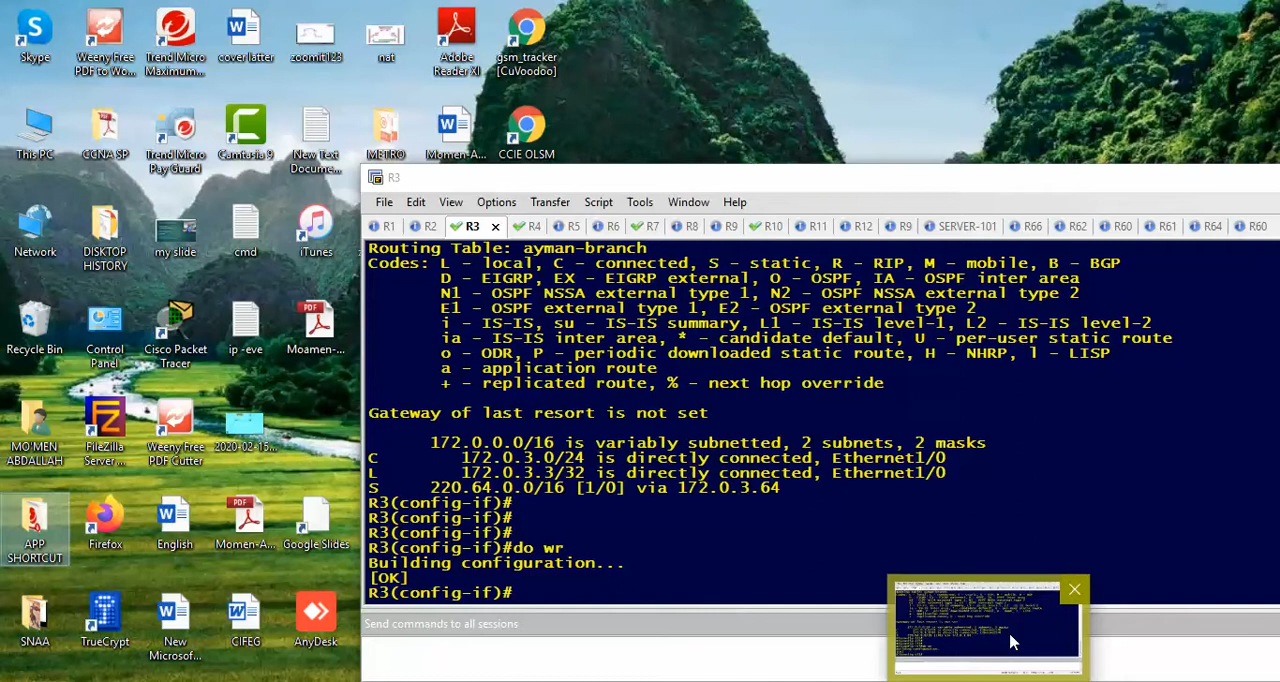 Skype
Weeny Free
PDF to Wo...
Trend Micro
Maximum...
cover latter
zoomit123
nat
Adobe
Reader XI
gsm_tracker
[CuVoodoo]
This PC
CCNA SP
Trend Micro
Pay Guard
Camtasia 9
New Text
Docume...
METRO
Momen-A...
CCIE OLSM
Network
DISKTOP
HISTORY
my slide
cmd
iTunes
Recycle Bin
Control
Panel
Cisco Packet
Tracer
ip -eve
Moamen-...
MO'MEN
ABDALLAH
FileZilla
Server ...
Weeny Free
PDF Cutter
2020-02-15...
APP
SHORTCUT
Firefox
English
Momen-A...
Google Slides
SNAA
TrueCrypt
New
Microsof...
CIFEG
AnyDesk
R3
File Edit View Options Transfer Script Tools Window Help
R1 R2 R3 R4 R5 R6 R7 R8 R9 R10 R11 R12 R9 SERVER-101 R66 R62 R60 R61 R64 R60
Routing Table: ayman-branch
Codes: L - local, C - connected, S - static, R - RIP, M - mobile, B - BGP
D - EIGRP, EX - EIGRP external, O - OSPF, IA - OSPF inter area
N1 - OSPF NSSA external type 1, N2 - OSPF NSSA external type 2
E1 - OSPF external type 1, E2 - OSPF external type 2
i - IS-IS, su - IS-IS summary, L1 - IS-IS level-1, L2 - IS-IS level-2
ia - IS-IS inter area, * - candidate default, U - per-user static route
o - ODR, P - periodic downloaded static route, H - NHRP, l - LISP
a - application route
+ - replicated route, % - next hop override
Gateway of last resort is not set
172.0.0.0/16 is variably subnetted, 2 subnets, 2 masks
C 172.0.3.0/24 is directly connected, Ethernet1/0
L 172.0.3.3/32 is directly connected, Ethernet1/0
S 220.64.0.0/16 [1/0] via 172.0.3.64
R3(config-if)#
R3(config-if)#
R3(config-if)#
R3(config-if)#do wr
Building configuration...
[OK]
R3(config-if)#
Send commands to all sessions